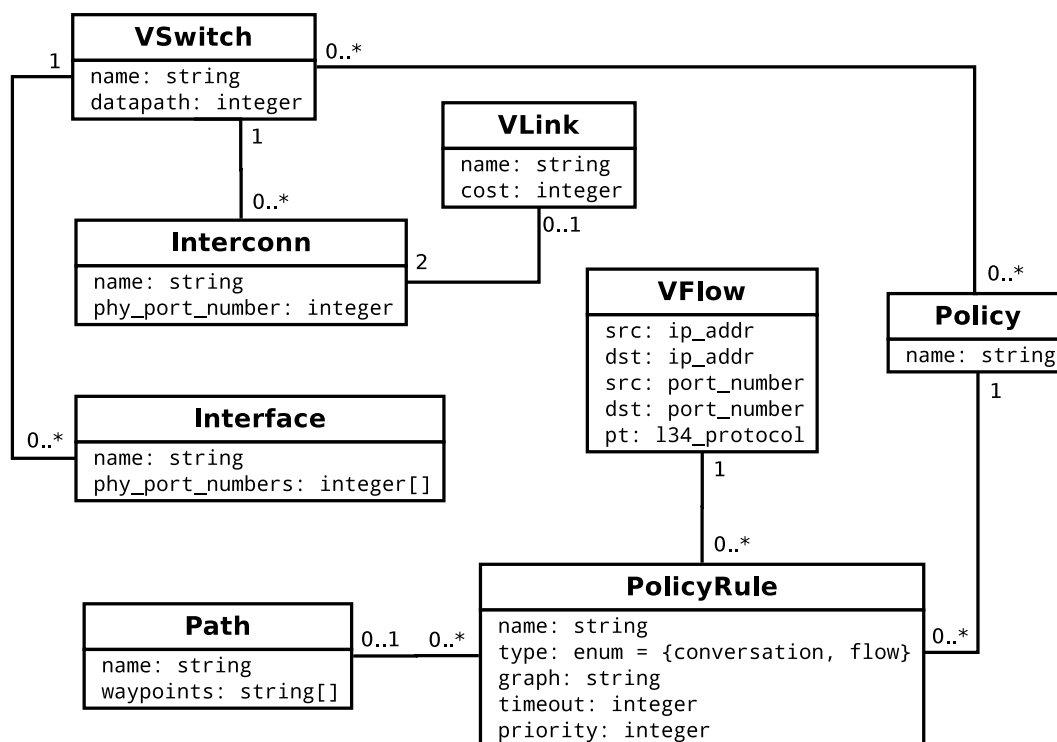 VSwitch
name: string
datapath: integer
1
0..*
1
0..*
VLink
name: string
cost: integer
0..1
Interconn
name: string
phy_port_number: integer
2
VFlow
src: ip_addr
dst: ip_addr
src: port_number
dst: port_number
pt: l34_protocol
1
0..*
0..*
Policy
name: string
1
Interface
name: string
phy_port_numbers: integer[]
0..*
PolicyRule
name: string
type: enum = {conversation, flow}
graph: string
timeout: integer
priority: integer
0..*
Path
name: string
waypoints: string[]
0..1
0..*